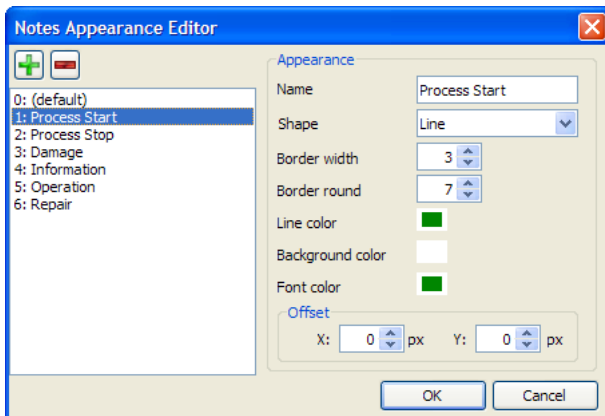 Notes Appearance Editor
0: (default)
1: Process Start
2: Process Stop
3: Damage
4: Information
5: Operation
6: Repair
Appearance
Name Process Start
Shape Line
Border width 3
Border round 7
Line color
Background color
Font color
Offset
X: 0 px Y: 0 px
OK Cancel